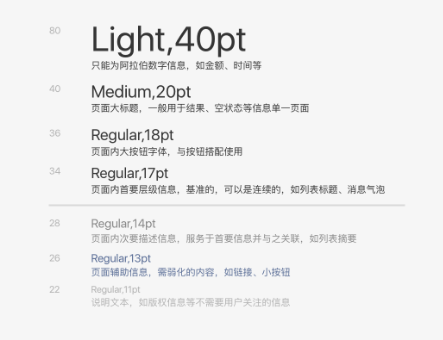 80
Light,40pt
只能为阿拉伯数字信息，如金额、时间等
40
Medium,20pt
页面大标题，一般用于结果、空状态等信息单一页面
36
Regular,18pt
页面内大按钮字体，与按钮搭配使用
34
Regular,17pt
页面内首要层级信息，基准的，可以是连续的，如列表标题、消息气泡
28
Regular,14pt
页面内次要描述信息，服务于首要信息并与之关联，如列表摘要
26
Regular,13pt
页面辅助信息，需弱化的内容，如链接、小按钮
22
Regular,11pt
说明文本，如版权信息等不需要用户关注的信息